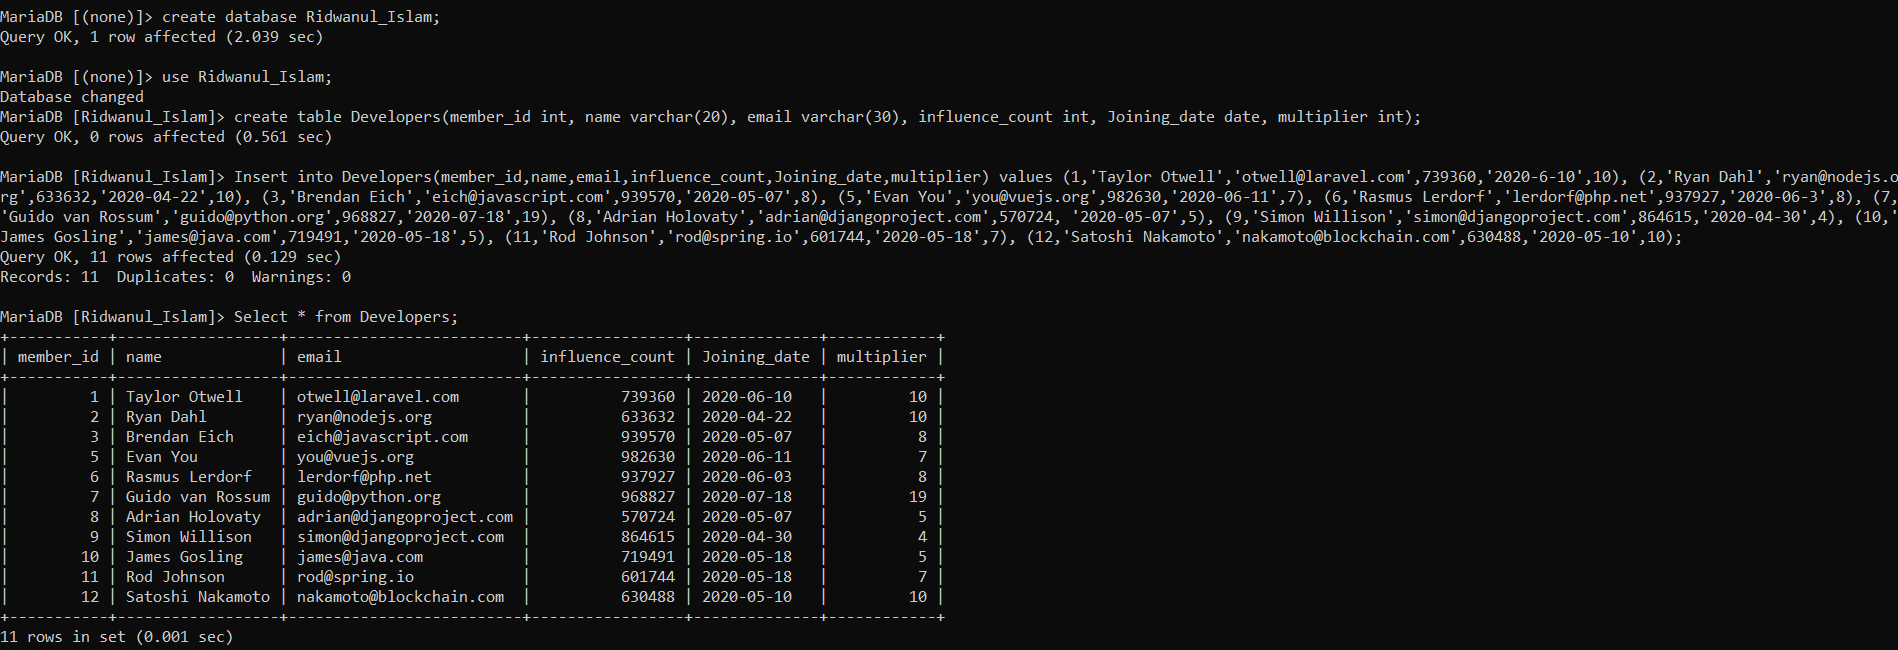 MariaDB [(none)]> create database Ridwanul_Islam;
Query OK, 1 row affected (2.039 sec)
MariaDB [(none)]> use Ridwanul_Islam;
Database changed
MariaDB [Ridwanul_Islam]> create table Developers(member_id int, name varchar(20), email varchar(30), influence_count int, Joining_date date, multiplier int);
Query OK, 0 rows affected (0.561 sec)
MariaDB [Ridwanul_Islam]> Insert into Developers(member_id,name,email,influence_count,Joining_date,multiplier) values (1,'Taylor Otwell','otwell@laravel.com',739360,'2020-6-10',10), (2,'Ryan Dahl','ryan@nodejs.o
rg',633632,'2020-04-22',10), (3,'Brendan Eich','eich@javascript.com',939570,'2020-05-07',8), (5,'Evan You','you@vuejs.org',982630,'2020-06-11',7), (6,'Rasmus Lerdorf','lerdorf@php.net',937927,'2020-06-3',8), (7,
'Guido van Rossum','guido@python.org',968827,'2020-07-18',19), (8,'Adrian Holovaty','adrian@djangoproject.com',570724, '2020-05-07',5), (9,'Simon Willison','simon@djangoproject.com',864615,'2020-04-30',4), (10,'
James Gosling','james@java.com',719491,'2020-05-18',5), (11,'Rod Johnson','rod@spring.io',601744,'2020-05-18',7), (12,'Satoshi Nakamoto','nakamoto@blockchain.com',630488,'2020-05-10',10);
Query OK, 11 rows affected (0.129 sec)
Records: 11  Duplicates: 0  Warnings: 0
MariaDB [Ridwanul_Islam]> Select * from Developers;
+-----------+------------------+--------------------------+-----------------+--------------+------------+
| member_id | name             | email                    | influence_count | Joining_date | multiplier |
+-----------+------------------+--------------------------+-----------------+--------------+------------+
|         1 | Taylor Otwell    | otwell@laravel.com       |          739360 | 2020-06-10   |         10 |
|         2 | Ryan Dahl        | ryan@nodejs.org          |          633632 | 2020-04-22   |         10 |
|         3 | Brendan Eich     | eich@javascript.com      |          939570 | 2020-05-07   |          8 |
|         5 | Evan You         | you@vuejs.org            |          982630 | 2020-06-11   |          7 |
|         6 | Rasmus Lerdorf   | lerdorf@php.net          |          937927 | 2020-06-03   |          8 |
|         7 | Guido van Rossum | guido@python.org         |          968827 | 2020-07-18   |         19 |
|         8 | Adrian Holovaty  | adrian@djangoproject.com |          570724 | 2020-05-07   |          5 |
|         9 | Simon Willison   | simon@djangoproject.com  |          864615 | 2020-04-30   |          4 |
|        10 | James Gosling    | james@java.com           |          719491 | 2020-05-18   |          5 |
|        11 | Rod Johnson      | rod@spring.io            |          601744 | 2020-05-18   |          7 |
|        12 | Satoshi Nakamoto | nakamoto@blockchain.com  |          630488 | 2020-05-10   |         10 |
+-----------+------------------+--------------------------+-----------------+--------------+------------+
11 rows in set (0.001 sec)